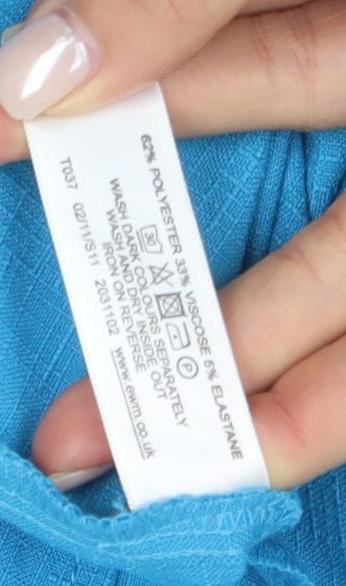 62% POLYESTER 33% VISCOSE 5% ELASTANE
30 P
WASH DARK COLOURS SEPARATELY
WASH AND DRY INSIDE OUT
IRON ON REVERSE
T037 02/11/S11 2031102 www.ewm.co.uk